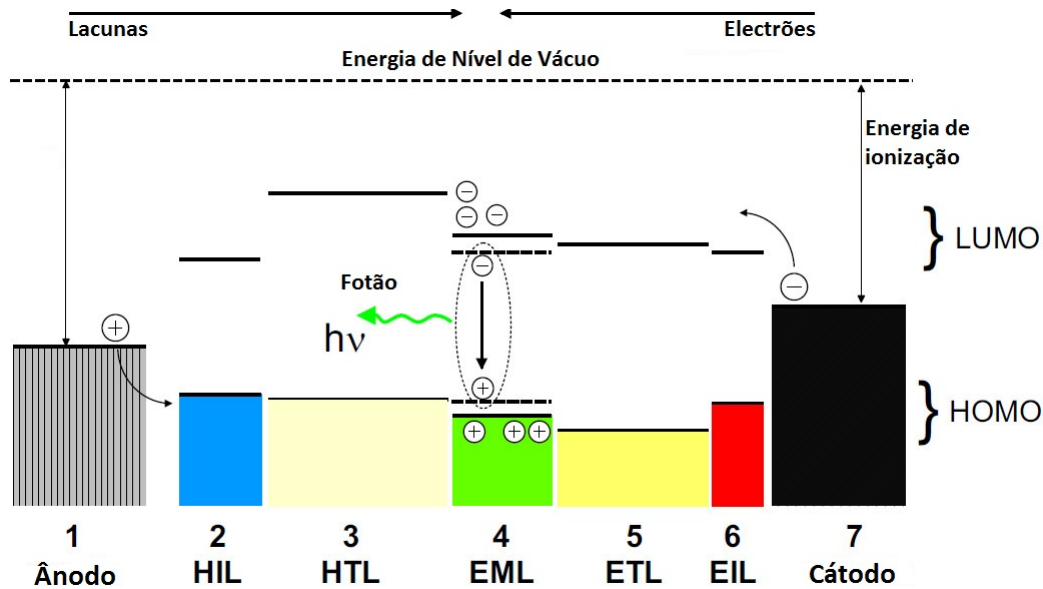 Lacunas
Electrões
Energia de Nível de Vácuo
Energia de
ionização
LUMO
Fotão
hν
HOMO
1 2 3 4 5 6 7
Ânodo HIL HTL EML ETL EIL Cátodo